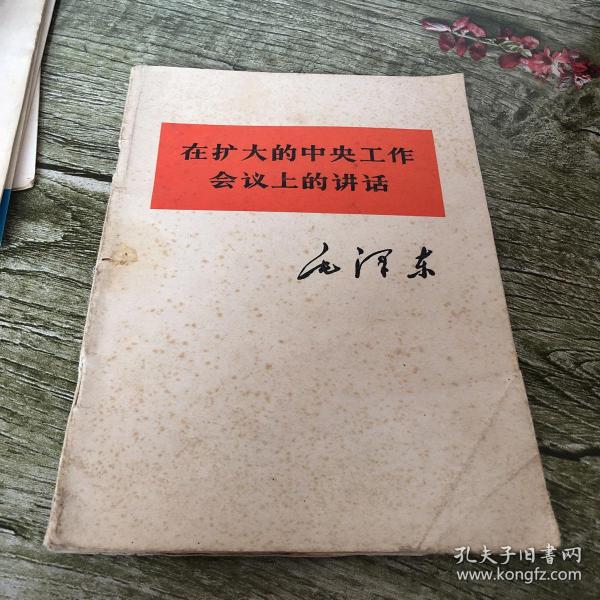 在扩大的中央工作
会议上的讲话
毛泽东
孔夫子旧書网
www.kongfz.com